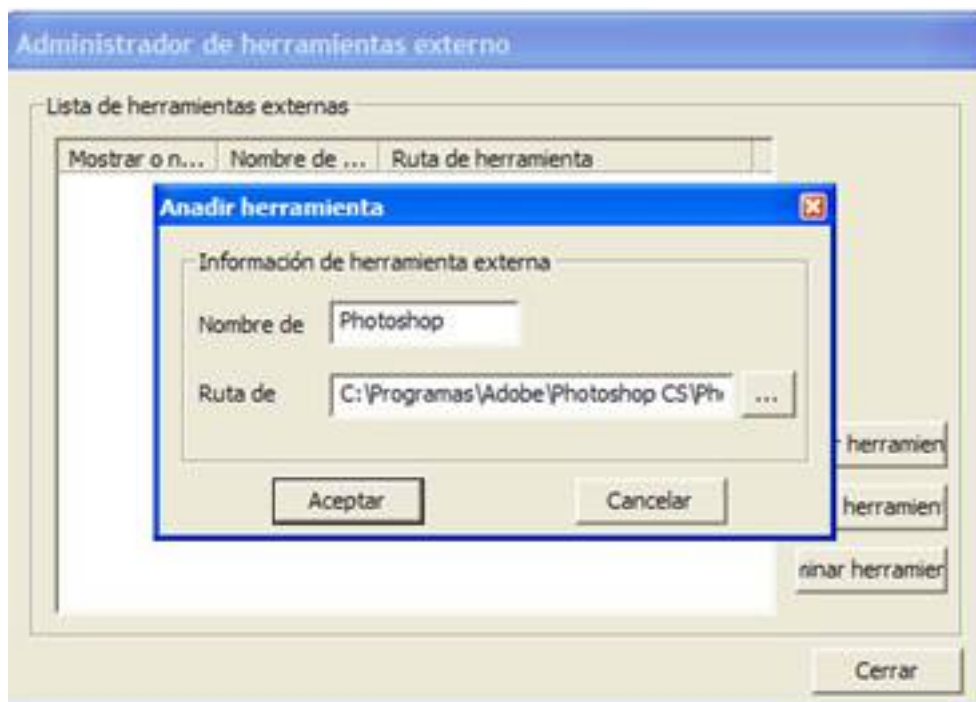 Administrador de herramientas externo
Lista de herramientas externas
Mostrar o n... Nombre de ... Ruta de herramienta
Anadir herramienta
Información de herramienta externa
Nombre de Photoshop
Ruta de C:\Programas\Adobe\Photoshop CS\Ph ...
herramien
Aceptar Cancelar
herramien
minar herramier
Cerrar